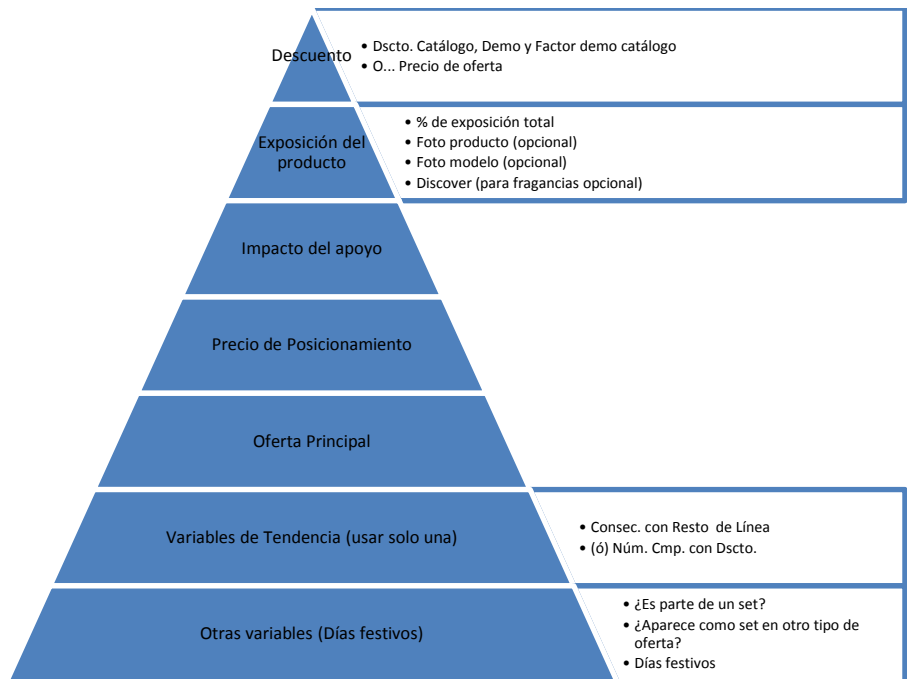 Descuento
• Dscto. Catálogo, Demo y Factor demo catálogo
• O... Precio de oferta
Exposición del
producto
• % de exposición total
• Foto producto (opcional)
• Foto modelo (opcional)
• Discover (para fragancias opcional)
Impacto del apoyo
Precio de Posicionamiento
Oferta Principal
Variables de Tendencia (usar solo una)
• Consec. con Resto de Línea
• (ó) Núm. Cmp. con Dscto.
Otras variables (Días festivos)
• ¿Es parte de un set?
• ¿Aparece como set en otro tipo de
oferta?
• Días festivos